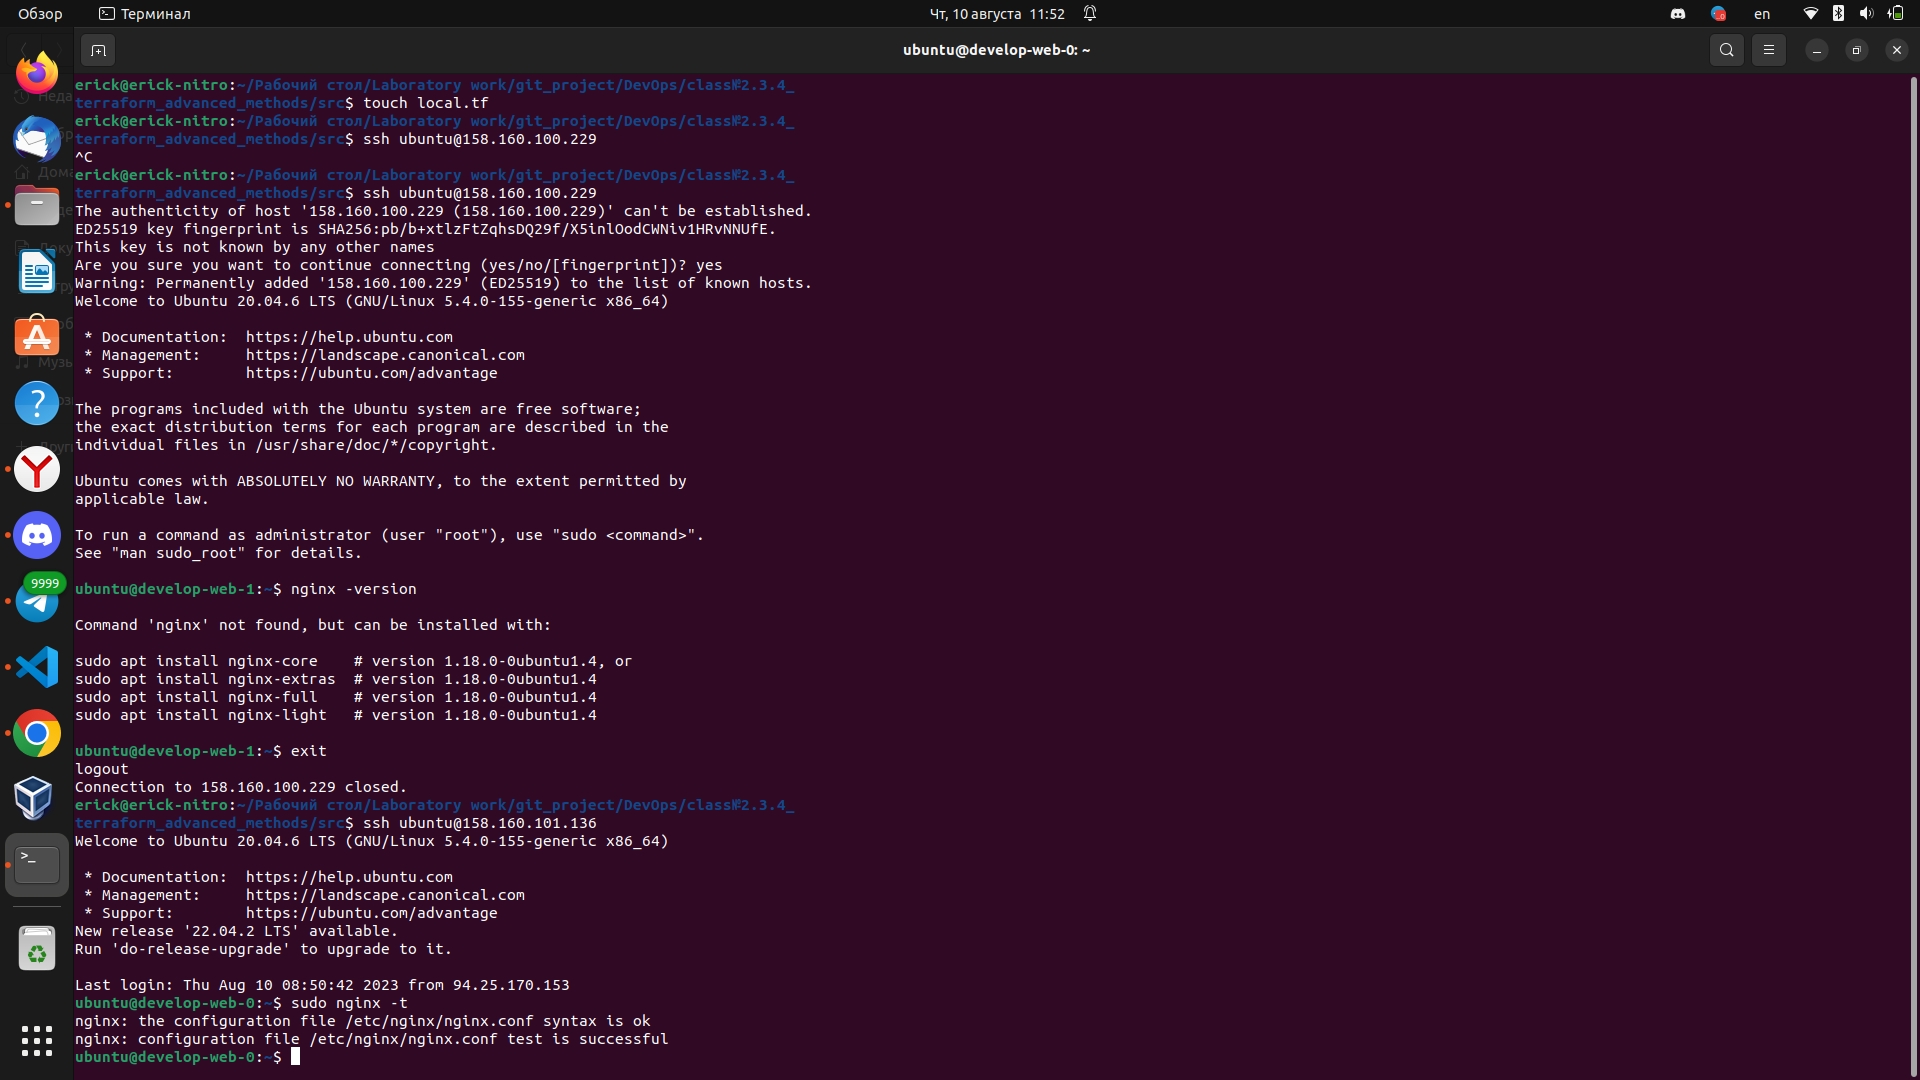 Обзор
Терминал
Чт, 10 августа 11:52
en
ubuntu@develop-web-0: ~
erick@erick-nitro:~/Рабочий стол/Laboratory work/git_project/DevOps/class№2.3.4_
terraform_advanced_methods/src$ touch local.tf
erick@erick-nitro:~/Рабочий стол/Laboratory work/git_project/DevOps/class№2.3.4_
terraform_advanced_methods/src$ ssh ubuntu@158.160.100.229
^C
erick@erick-nitro:~/Рабочий стол/Laboratory work/git_project/DevOps/class№2.3.4_
terraform_advanced_methods/src$ ssh ubuntu@158.160.100.229
The authenticity of host '158.160.100.229 (158.160.100.229)' can't be established.
ED25519 key fingerprint is SHA256:pb/b+xtlzFtZqhsDQ29f/X5inlOodCWNiv1HRvNNUfE.
This key is not known by any other names
Are you sure you want to continue connecting (yes/no/[fingerprint])? yes
Warning: Permanently added '158.160.100.229' (ED25519) to the list of known hosts.
Welcome to Ubuntu 20.04.6 LTS (GNU/Linux 5.4.0-155-generic x86_64)
* Documentation:  https://help.ubuntu.com
* Management:     https://landscape.canonical.com
* Support:        https://ubuntu.com/advantage
The programs included with the Ubuntu system are free software;
the exact distribution terms for each program are described in the
individual files in /usr/share/doc/*/copyright.
Ubuntu comes with ABSOLUTELY NO WARRANTY, to the extent permitted by
applicable law.
To run a command as administrator (user "root"), use "sudo <command>".
See "man sudo_root" for details.
ubuntu@develop-web-1:~$ nginx -version
Command 'nginx' not found, but can be installed with:
sudo apt install nginx-core    # version 1.18.0-0ubuntu1.4, or
sudo apt install nginx-extras  # version 1.18.0-0ubuntu1.4
sudo apt install nginx-full    # version 1.18.0-0ubuntu1.4
sudo apt install nginx-light   # version 1.18.0-0ubuntu1.4
ubuntu@develop-web-1:~$ exit
logout
Connection to 158.160.100.229 closed.
erick@erick-nitro:~/Рабочий стол/Laboratory work/git_project/DevOps/class№2.3.4_
terraform_advanced_methods/src$ ssh ubuntu@158.160.101.136
Welcome to Ubuntu 20.04.6 LTS (GNU/Linux 5.4.0-155-generic x86_64)
* Documentation:  https://help.ubuntu.com
* Management:     https://landscape.canonical.com
* Support:        https://ubuntu.com/advantage
New release '22.04.2 LTS' available.
Run 'do-release-upgrade' to upgrade to it.
Last login: Thu Aug 10 08:50:42 2023 from 94.25.170.153
ubuntu@develop-web-0:~$ sudo nginx -t
nginx: the configuration file /etc/nginx/nginx.conf syntax is ok
nginx: configuration file /etc/nginx/nginx.conf test is successful
ubuntu@develop-web-0:~$
9999